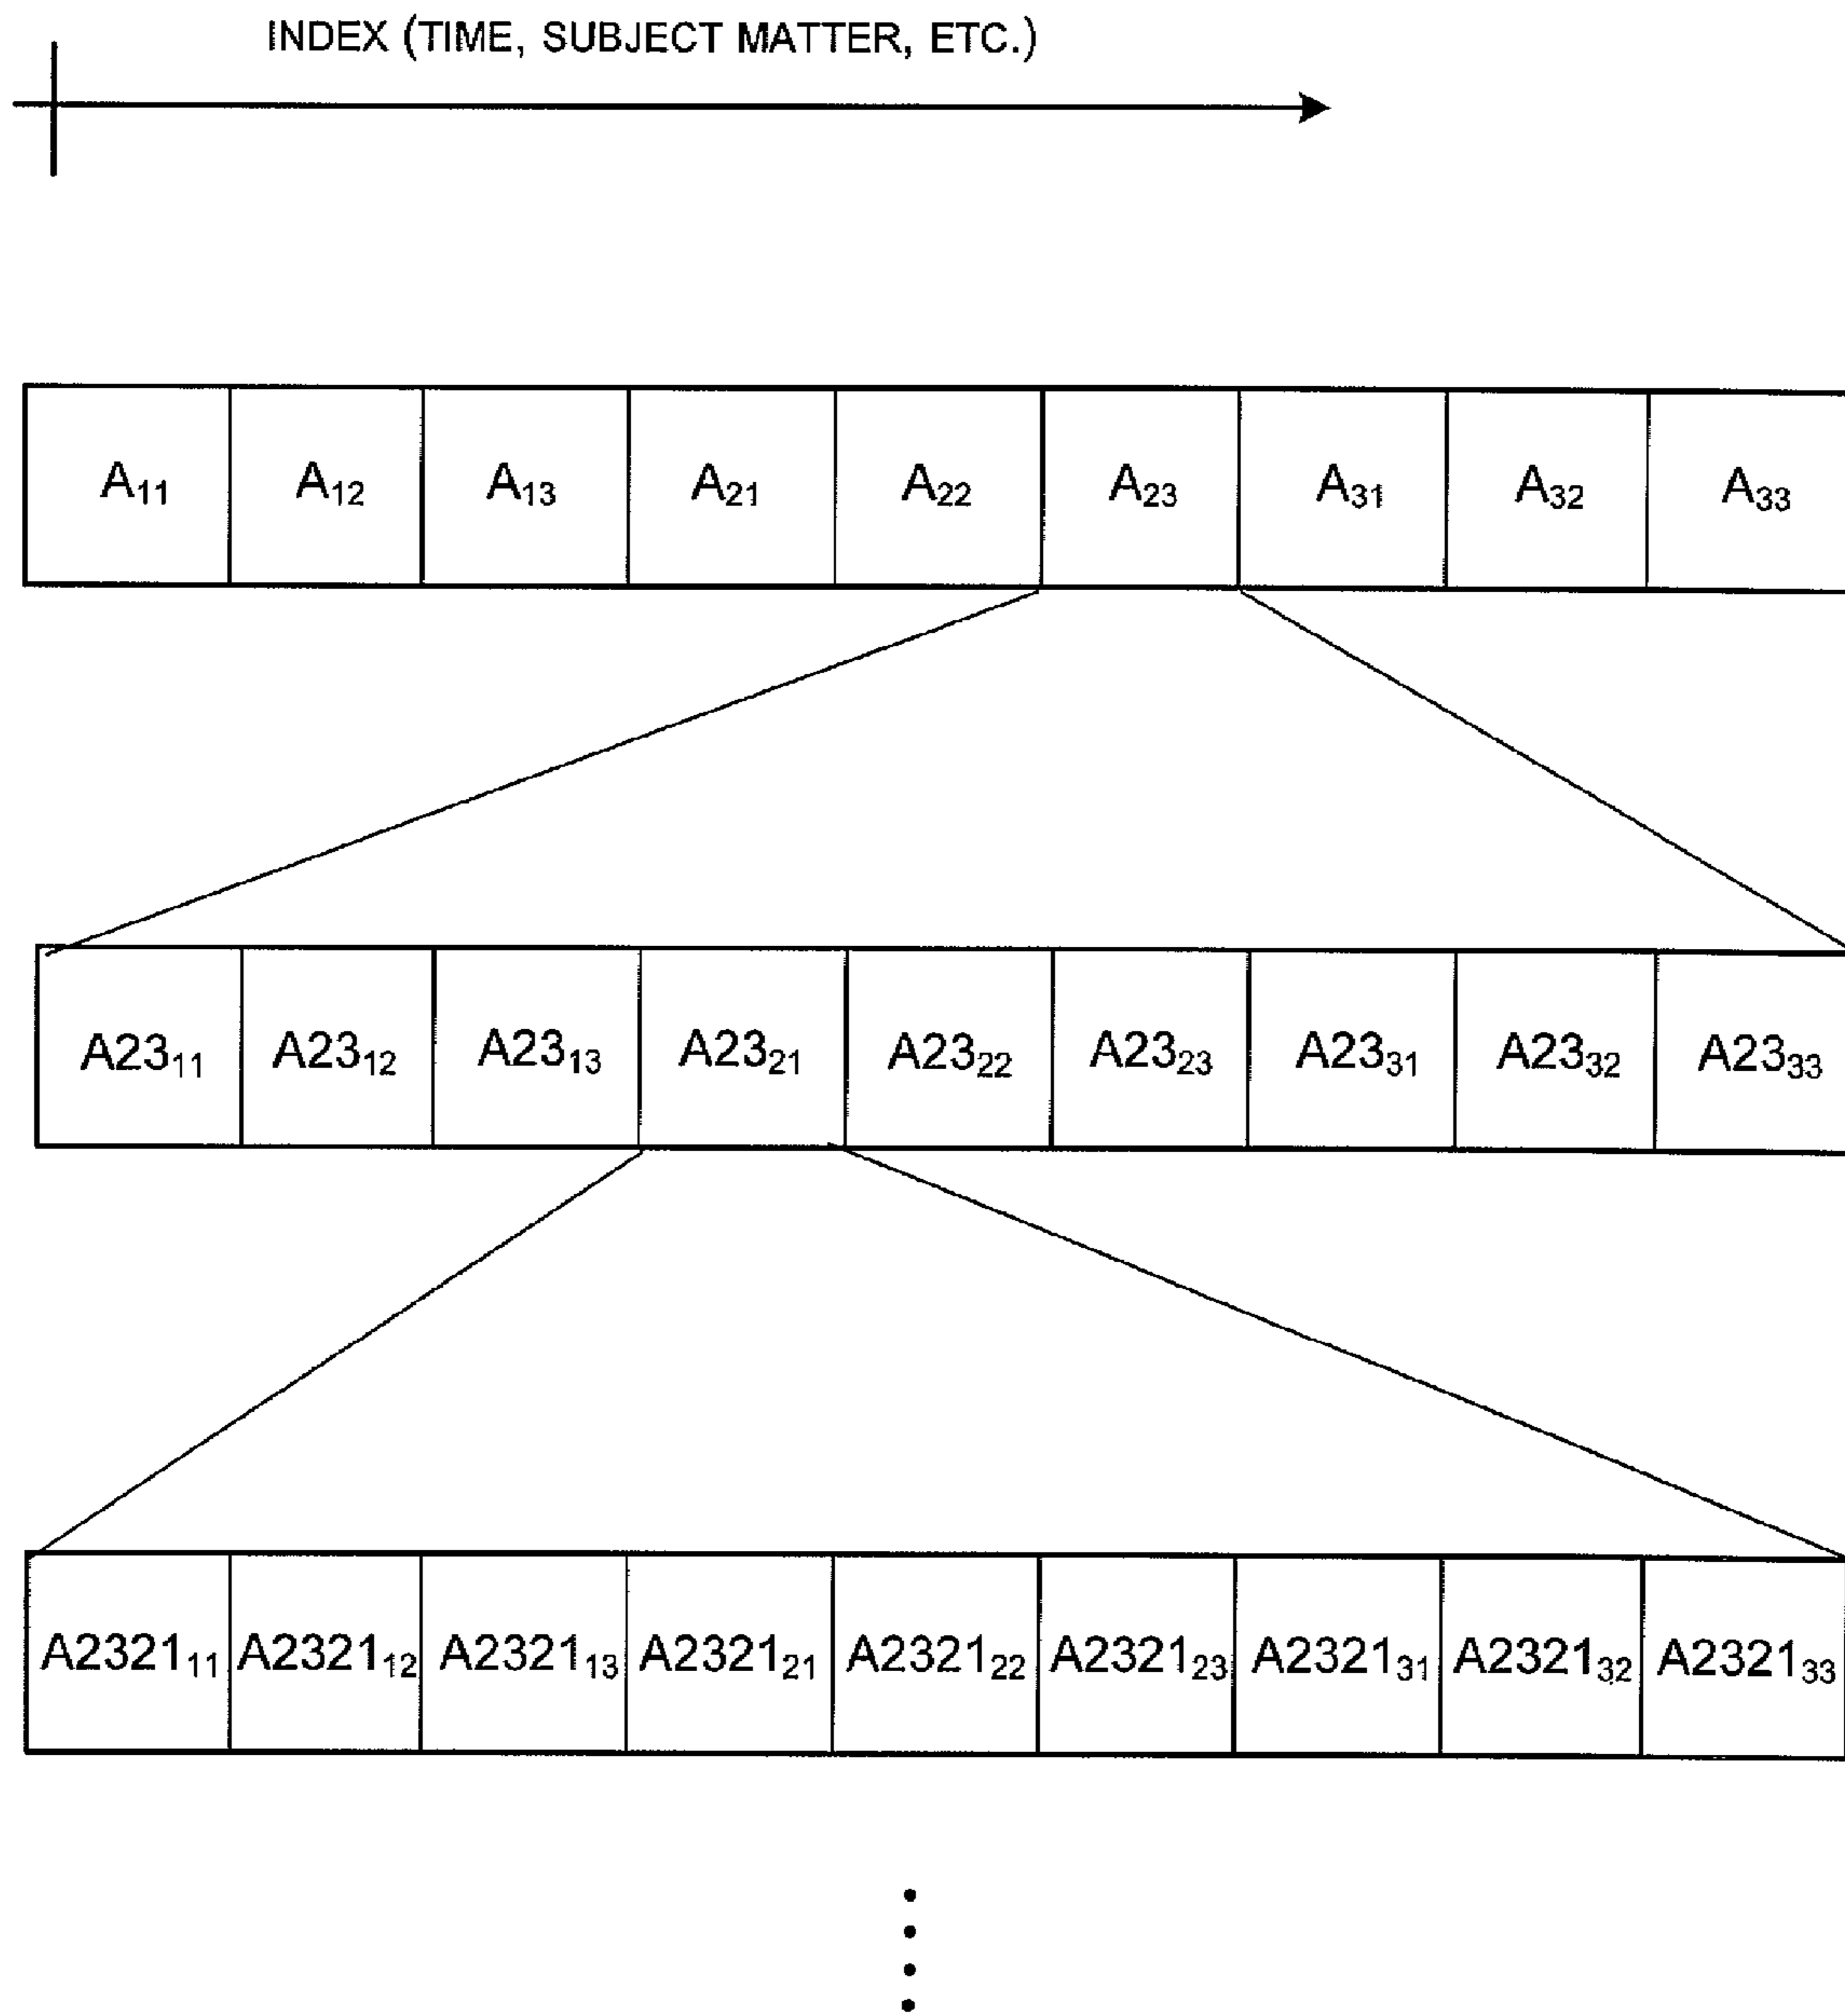 INDEX (TIME, SUBJECT MATTER, ETC.)
A₁₁ A₁₂ A₁₃ A₂₁ A₂₂ A₂₃ A₃₁ A₃₂ A₃₃
A23₁₁ A23₁₂ A23₁₃ A23₂₁ A23₂₂ A23₂₃ A23₃₁ A23₃₂ A23₃₃
A2321₁₁ A2321₁₂ A2321₁₃ A2321₂₁ A2321₂₂ A2321₂₃ A2321₃₁ A2321₃₂ A2321₃₃